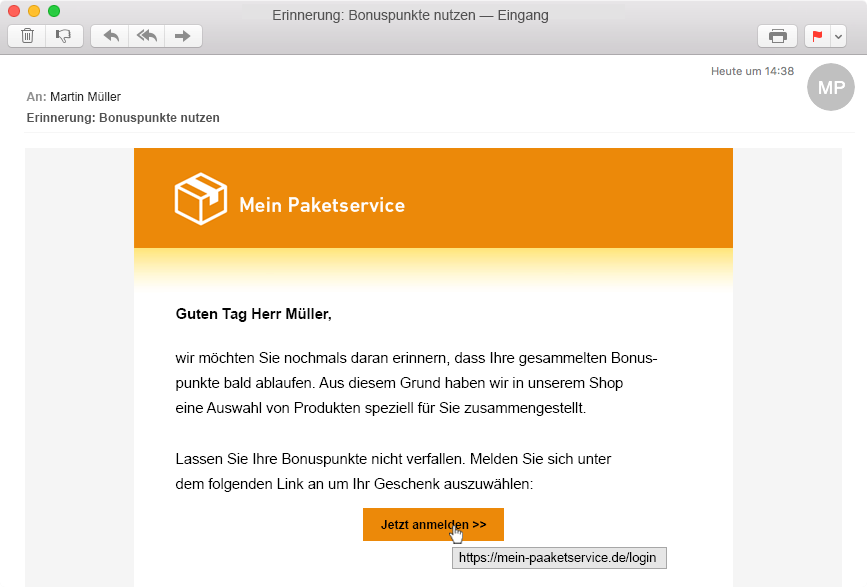 Erinnerung: Bonuspunkte nutzen — Eingang
Heute um 14:38
MP
An: Martin Müller
Erinnerung: Bonuspunkte nutzen
Mein Paketservice
Guten Tag Herr Müller,
wir möchten Sie nochmals daran erinnern, dass Ihre gesammelten Bonus-
punkte bald ablaufen. Aus diesem Grund haben wir in unserem Shop
eine Auswahl von Produkten speziell für Sie zusammengestellt.
Lassen Sie Ihre Bonuspunkte nicht verfallen. Melden Sie sich unter
dem folgenden Link an um Ihr Geschenk auszuwählen:
Jetzt anmelden >>
https://mein-paaketservice.de/login